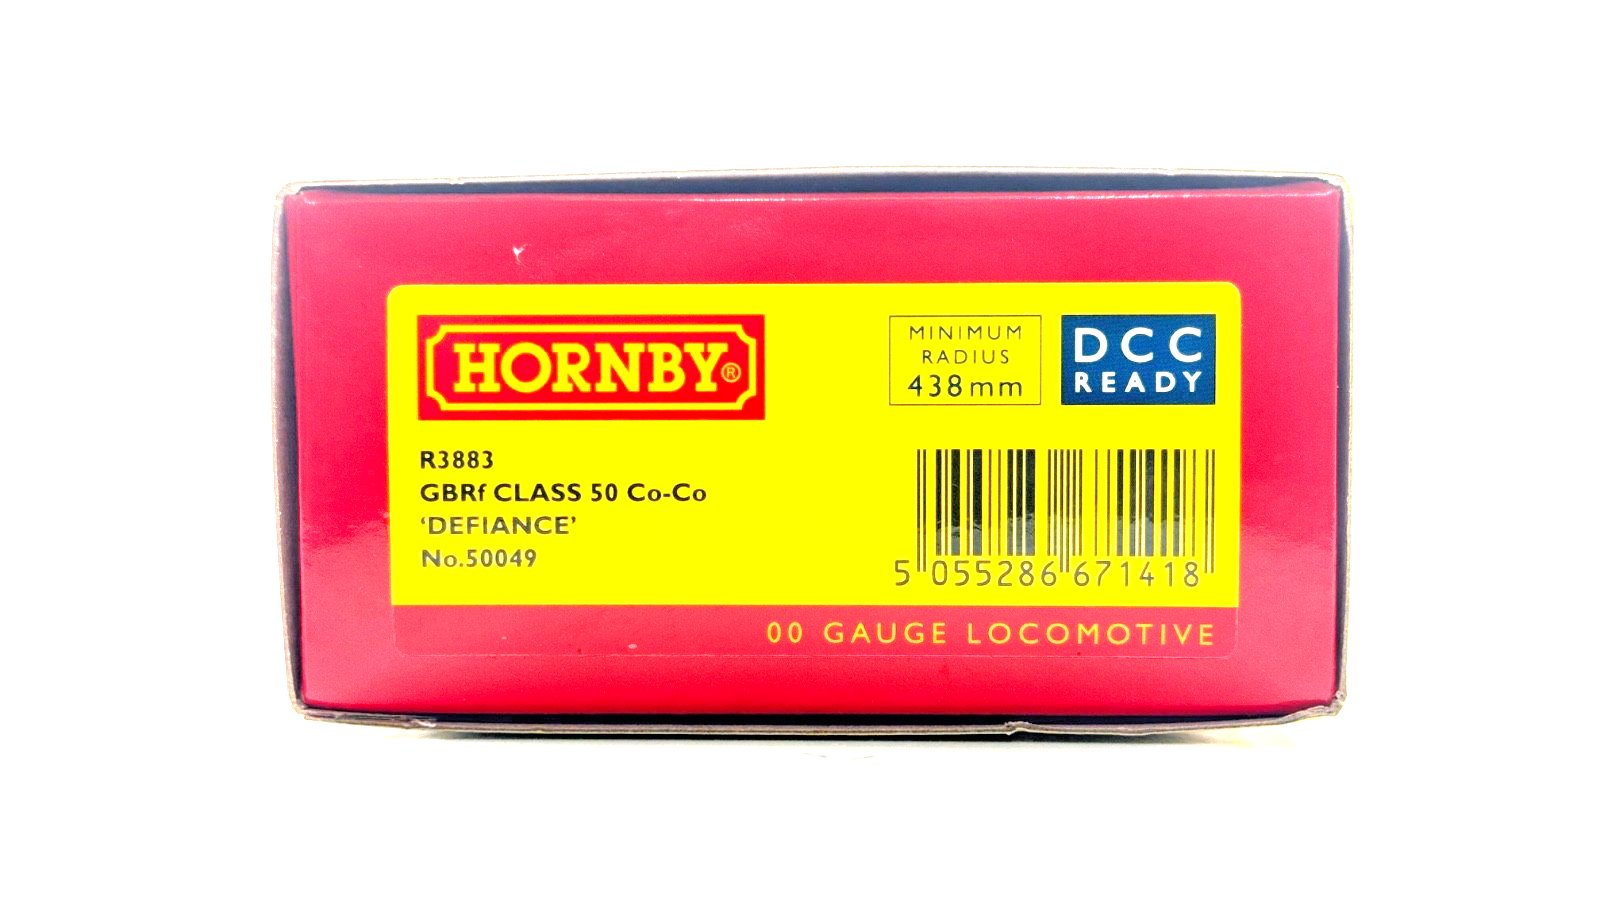 HORNBY®
MINIMUM
RADIUS
438mm
DCC
READY
R3883
GBRf CLASS 50 Co-Co
‘DEFIANCE’
No.50049
5 055286 671418
00 GAUGE LOCOMOTIVE